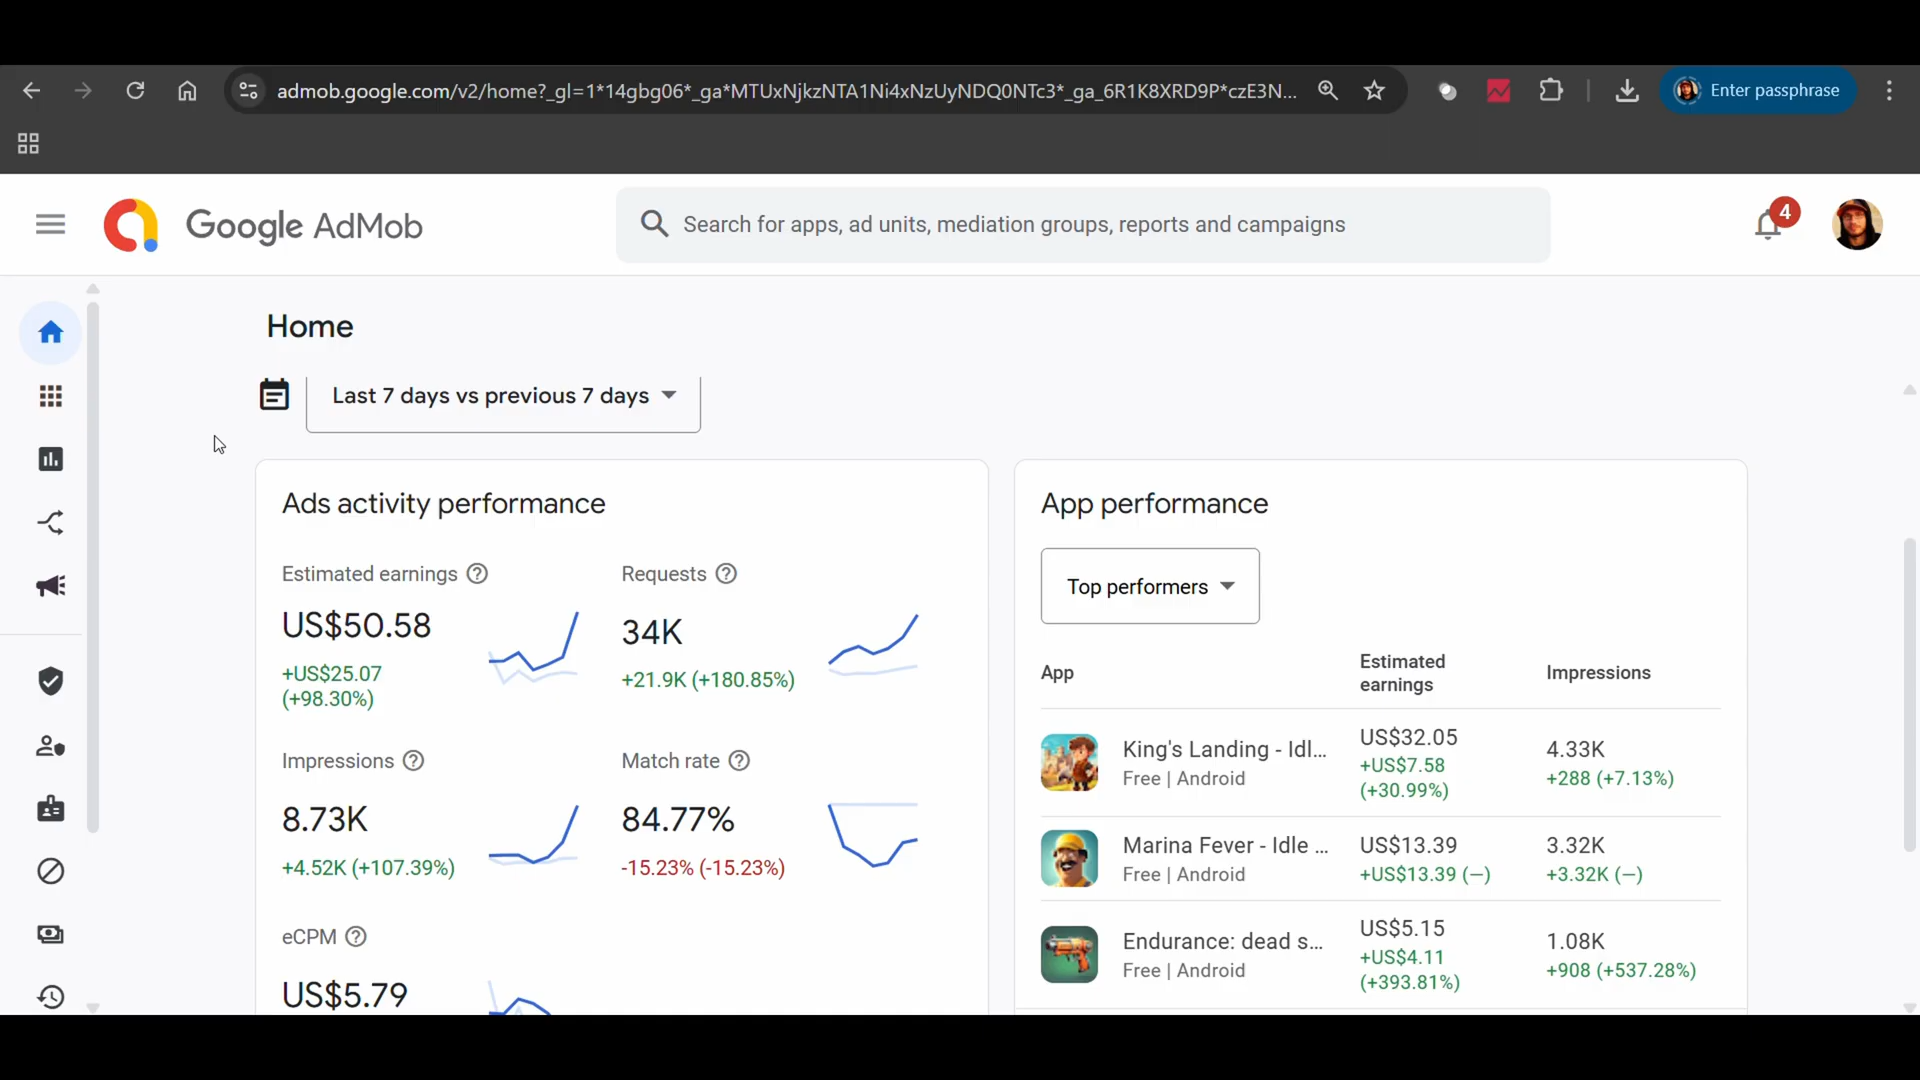 admob.google.com/v2/home?_gl=1*14gbg06*_ga*MTUxNjkzNTA1Ni4xNzUyNDQ0NTc3*_ga_6R1K8XRD9P*czE3N...
Enter passphrase
Google AdMob
Search for apps, ad units, mediation groups, reports and campaigns
4
Home
Last 7 days vs previous 7 days
Ads activity performance
Estimated earnings
US$50.58
+US$25.07
(+98.30%)
Requests
34K
+21.9K (+180.85%)
Impressions
8.73K
+4.52K (+107.39%)
Match rate
84.77%
-15.23% (-15.23%)
eCPM
US$5.79
App performance
Top performers
App
Estimated
earnings
Impressions
King's Landing - Idl...
Free | Android
US$32.05
+US$7.58
(+30.99%)
4.33K
+288 (+7.13%)
Marina Fever - Idle ...
Free | Android
US$13.39
+US$13.39 (—)
3.32K
+3.32K (—)
Endurance: dead s...
Free | Android
US$5.15
+US$4.11
(+393.81%)
1.08K
+908 (+537.28%)